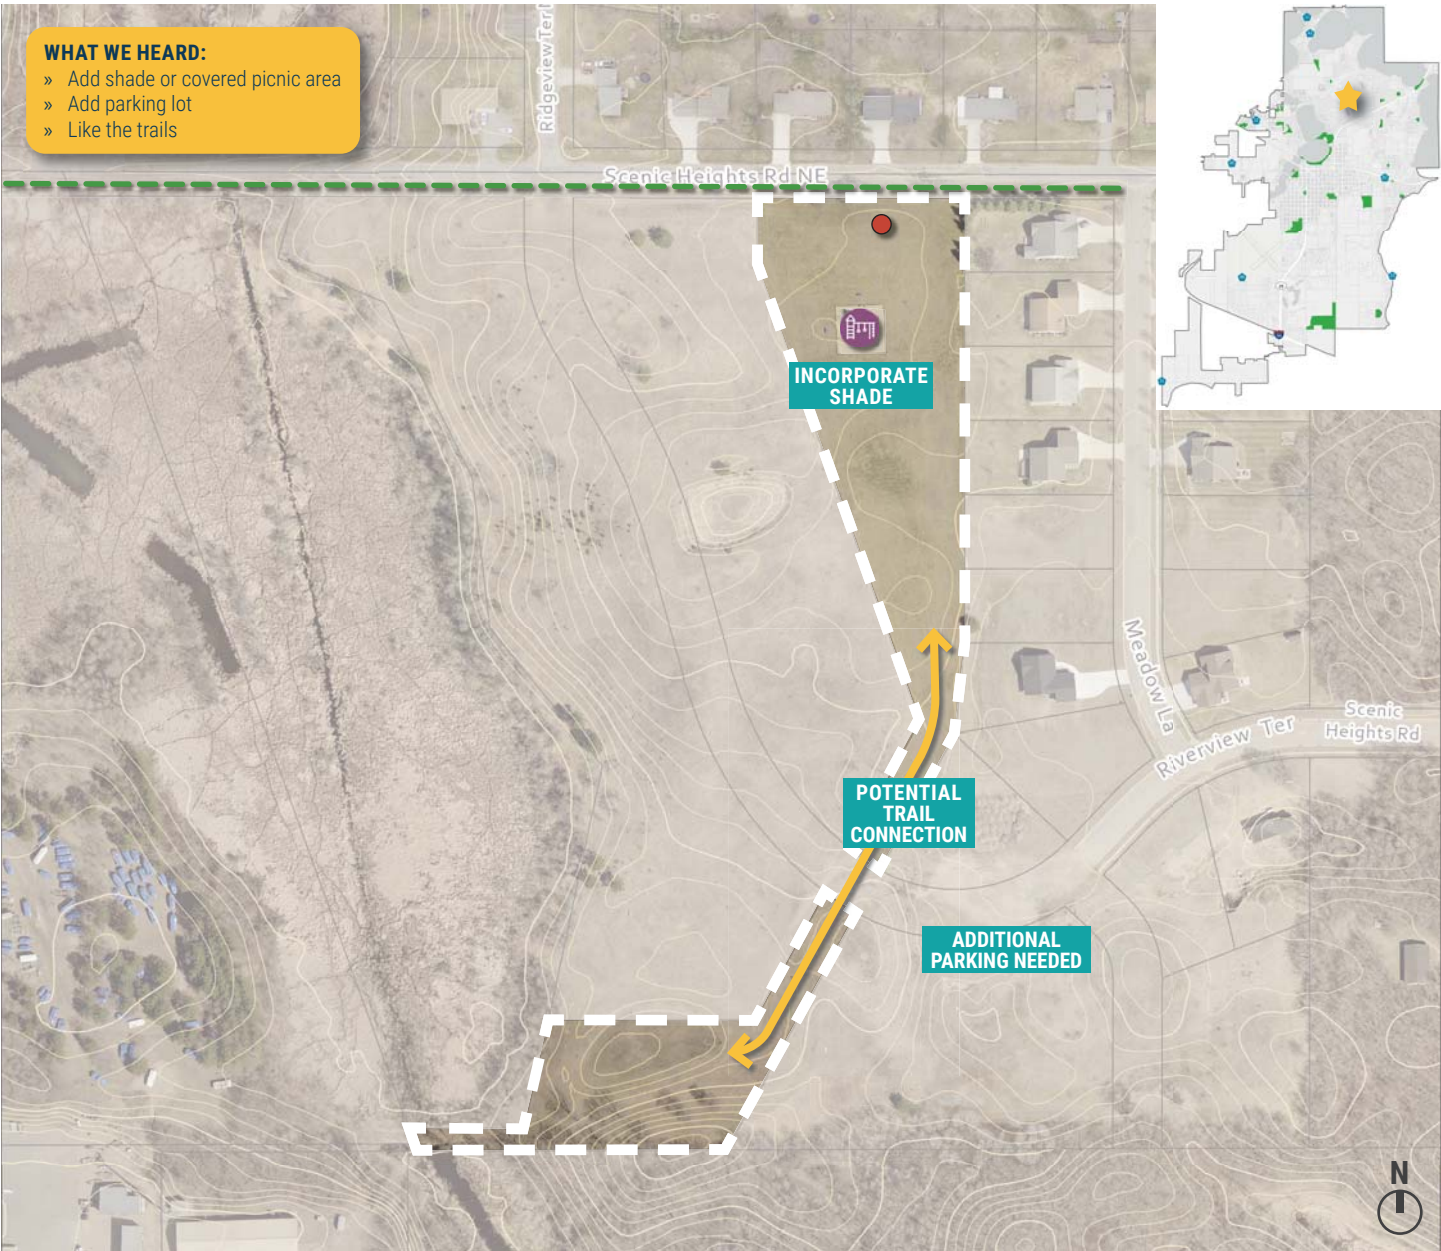 WHAT WE HEARD:
» Add shade or covered picnic area
» Add parking lot
» Like the trails
Ridgeview Ter
Scenic Heights Rd NE
INCORPORATE
SHADE
Meadow La
Riverview Ter
Scenic
Heights Rd
POTENTIAL
TRAIL
CONNECTION
ADDITIONAL
PARKING NEEDED
N